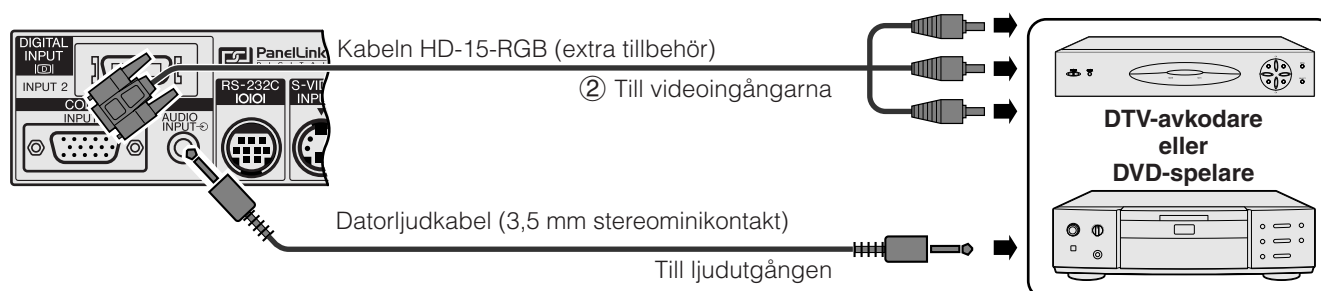 DIGITAL
INPUT
INPUT 2
PanelLink
RS-232C
AUDIO
INPUT
Kabeln HD-15-RGB (extra tillbehör)
② Till videoingångarna
DTV-avkodare
eller
DVD-spelare
Datorljudkabel (3,5 mm stereominikontakt)
Till ljudutgången